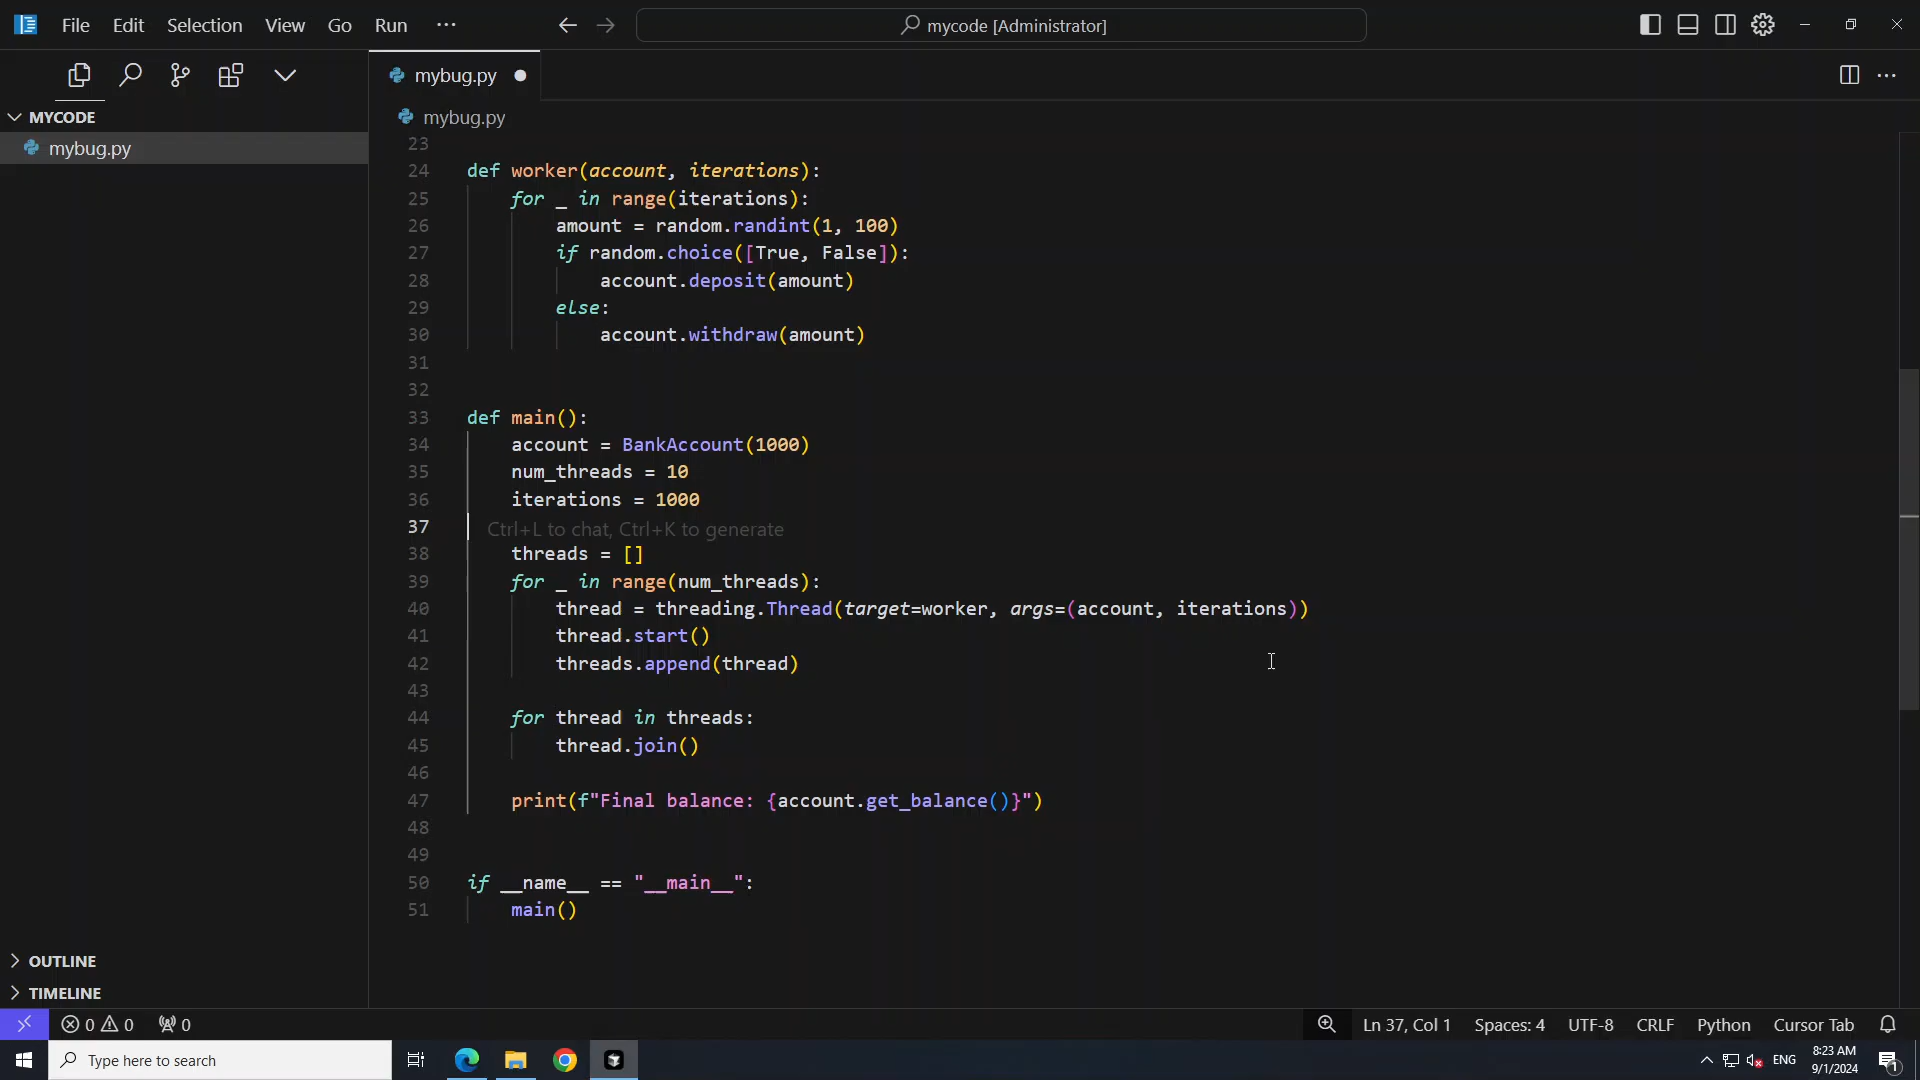 File Edit Selection View Go Run ···
mycode [Administrator]
mybug.py
MYCODE
mybug.py
mybug.py
23
24 def worker(account, iterations):
25 for _ in range(iterations):
26 amount = random.randint(1, 100)
27 if random.choice([True, False]):
28 account.deposit(amount)
29 else:
30 account.withdraw(amount)
31
32
33 def main():
34 account = BankAccount(1000)
35 num_threads = 10
36 iterations = 1000
37 Ctrl+L to chat, Ctrl+K to generate
38 threads = []
39 for _ in range(num_threads):
40 thread = threading.Thread(target=worker, args=(account, iterations))
41 thread.start()
42 threads.append(thread)
43
44 for thread in threads:
45 thread.join()
46
47 print(f"Final balance: {account.get_balance()}")
48
49
50 if __name__ == "__main__":
51 main()
OUTLINE
TIMELINE
0 0 0 Ln 37, Col 1 Spaces: 4 UTF-8 CRLF Python Cursor Tab
Type here to search
ENG
8:23 AM
9/1/2024
1